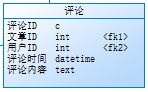 评论
评论ID c
文章ID int <fk1>
用户ID int <fk2>
评论时间 datetime
评论内容 text